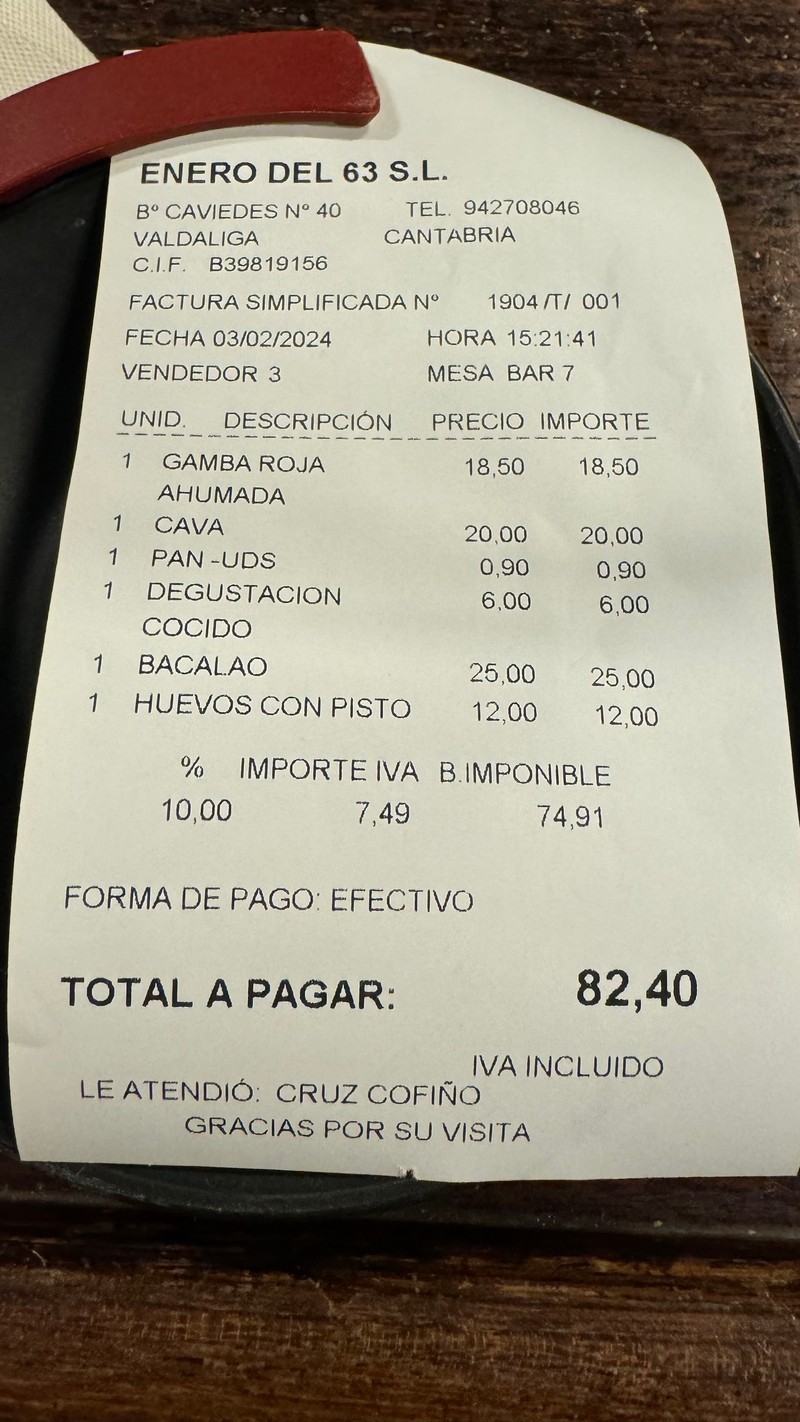 ENERO DEL 63 S.L.
Bº CAVIEDES Nº 40 TEL. 942708046
VALDALIGA CANTABRIA
C.I.F. B39819156
FACTURA SIMPLIFICADA Nº 1904 /T/ 001
FECHA 03/02/2024 HORA 15:21:41
VENDEDOR 3 MESA BAR 7
UNID. DESCRIPCIÓN PRECIO IMPORTE
1 GAMBA ROJA 18,50 18,50
AHUMADA
1 CAVA 20,00 20,00
1 PAN -UDS 0,90 0,90
1 DEGUSTACION 6,00 6,00
COCIDO
1 BACALAO 25,00 25,00
1 HUEVOS CON PISTO 12,00 12,00
% IMPORTE IVA B.IMPONIBLE
10,00 7,49 74,91
FORMA DE PAGO: EFECTIVO
TOTAL A PAGAR: 82,40
IVA INCLUIDO
LE ATENDIÓ: CRUZ COFIÑO
GRACIAS POR SU VISITA